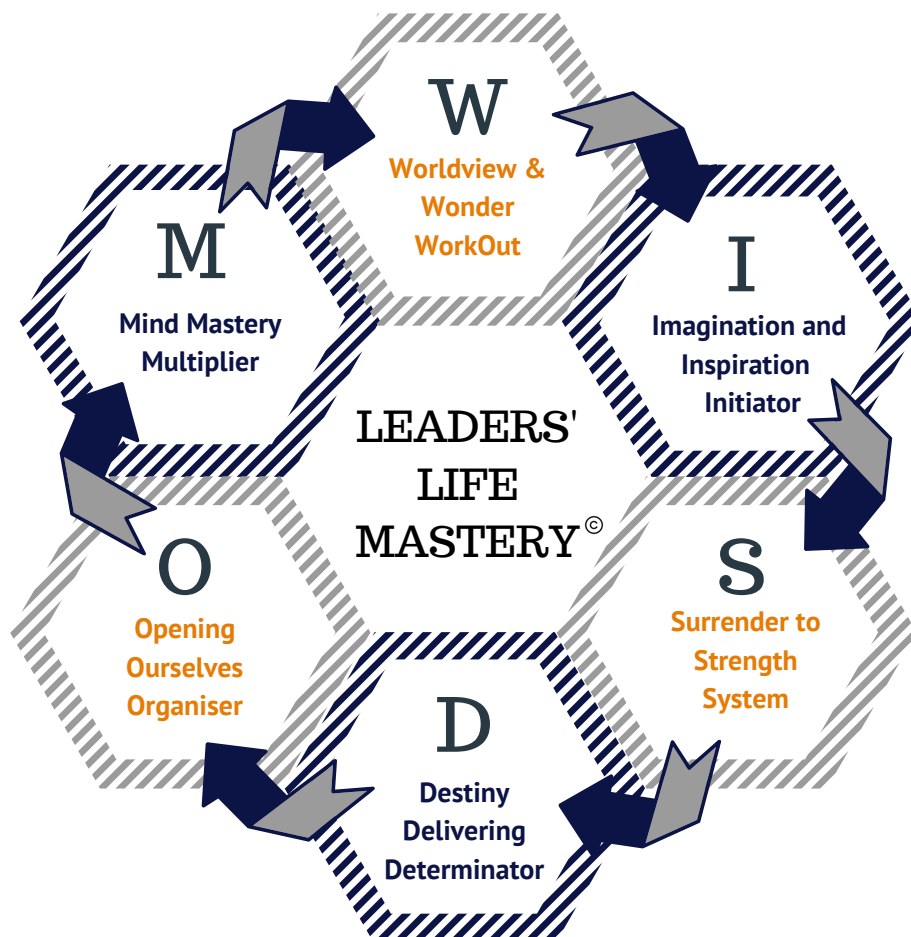 W
Worldview &
Wonder
WorkOut
I
Imagination and
Inspiration
Initiator
S
Surrender to
Strength
System
D
Destiny
Delivering
Determinator
O
Opening
Ourselves
Organiser
M
Mind Mastery
Multiplier
LEADERS'
LIFE
MASTERY©